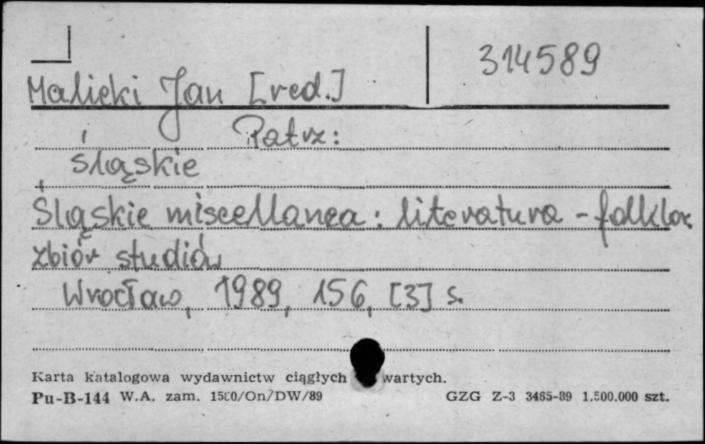 314589
Malicki Jan [red.]
Patrz:
śląskie
Śląskie miscellanea: literatura - folklor
zbiór studiów
Wrocław, 1989, 156, [3] s.
Karta katalogowa wydawnictw ciągłych wartych.
Pu-B-144 W.A. zam. 1500/On/DW/89 GZG Z-3 3465-89 1.500.000 szt.